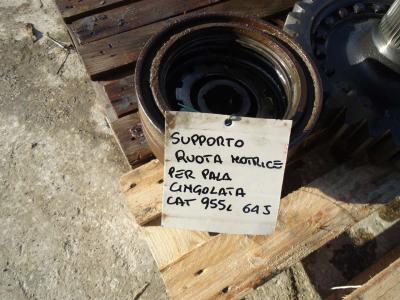 SUPPORTO
RUOTA MOTRICE
PER PALA
CINGOLATA
CAT 955L 64J